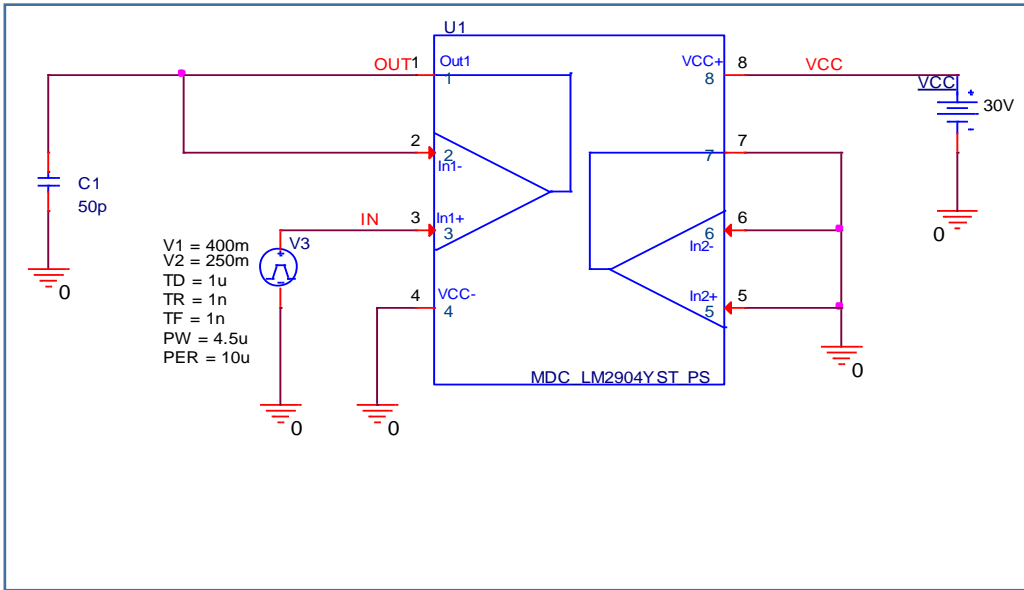 U1
OUT
1
Out1
1
VCC+
8
8
VCC
VCC
+
30V
-
2
2
In1-
7
7
C1
50p
IN
3
In1+
3
6
6
In2-
0
V3
+
-
V1 = 400m
V2 = 250m
TD = 1u
TR = 1n
TF = 1n
PW = 4.5u
PER = 10u
0
4
VCC-
4
In2+
5
5
MDC_LM2904YST_PS
0
0
0